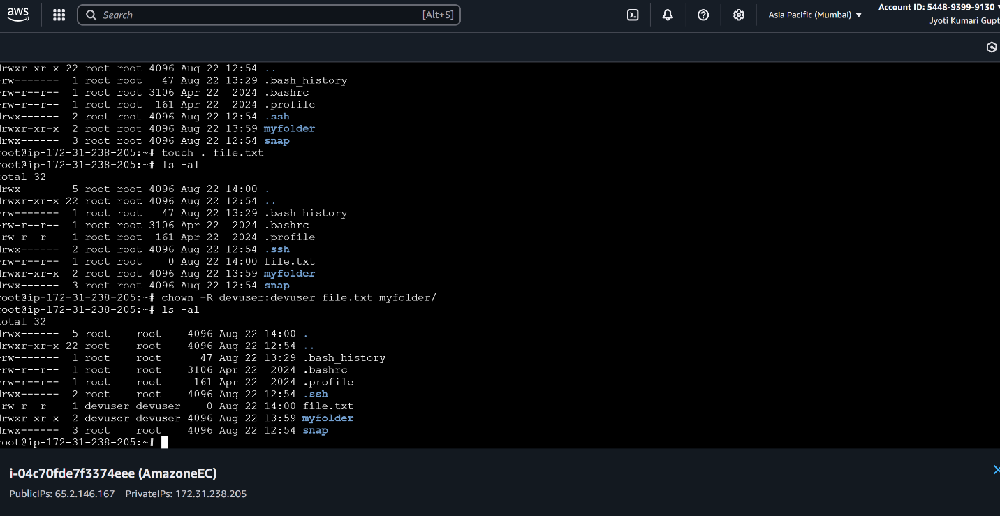 aws
Search [Alt+S]
Asia Pacific (Mumbai)
Account ID: 5448-9399-9130
Jyoti Kumari Gupt
drwxr-xr-x 22 root root 4096 Aug 22 12:54 ..
-rw------- 1 root root 47 Aug 22 13:29 .bash_history
-rw-r--r-- 1 root root 3106 Apr 22 2024 .bashrc
-rw-r--r-- 1 root root 161 Apr 22 2024 .profile
drwx------ 2 root root 4096 Aug 22 12:54 .ssh
drwxr-xr-x 2 root root 4096 Aug 22 13:59 myfolder
drwx------ 3 root root 4096 Aug 22 12:54 snap
root@ip-172-31-238-205:~# touch . file.txt
root@ip-172-31-238-205:~# ls -al
total 32
drwx------ 5 root root 4096 Aug 22 14:00 .
drwxr-xr-x 22 root root 4096 Aug 22 12:54 ..
-rw------- 1 root root 47 Aug 22 13:29 .bash_history
-rw-r--r-- 1 root root 3106 Apr 22 2024 .bashrc
-rw-r--r-- 1 root root 161 Apr 22 2024 .profile
drwx------ 2 root root 4096 Aug 22 12:54 .ssh
-rw-r--r-- 1 root root 0 Aug 22 14:00 file.txt
drwxr-xr-x 2 root root 4096 Aug 22 13:59 myfolder
drwx------ 3 root root 4096 Aug 22 12:54 snap
root@ip-172-31-238-205:~# chown -R devuser:devuser file.txt myfolder/
root@ip-172-31-238-205:~# ls -al
total 32
drwx------ 5 root root 4096 Aug 22 14:00 .
drwxr-xr-x 22 root root 4096 Aug 22 12:54 ..
-rw------- 1 root root 47 Aug 22 13:29 .bash_history
-rw-r--r-- 1 root root 3106 Apr 22 2024 .bashrc
-rw-r--r-- 1 root root 161 Apr 22 2024 .profile
drwx------ 2 root root 4096 Aug 22 12:54 .ssh
-rw-r--r-- 1 devuser devuser 0 Aug 22 14:00 file.txt
drwxr-xr-x 2 devuser devuser 4096 Aug 22 13:59 myfolder
drwx------ 3 root root 4096 Aug 22 12:54 snap
root@ip-172-31-238-205:~#
i-04c70fde7f3374eee (AmazoneEC)
PublicIPs: 65.2.146.167 PrivateIPs: 172.31.238.205